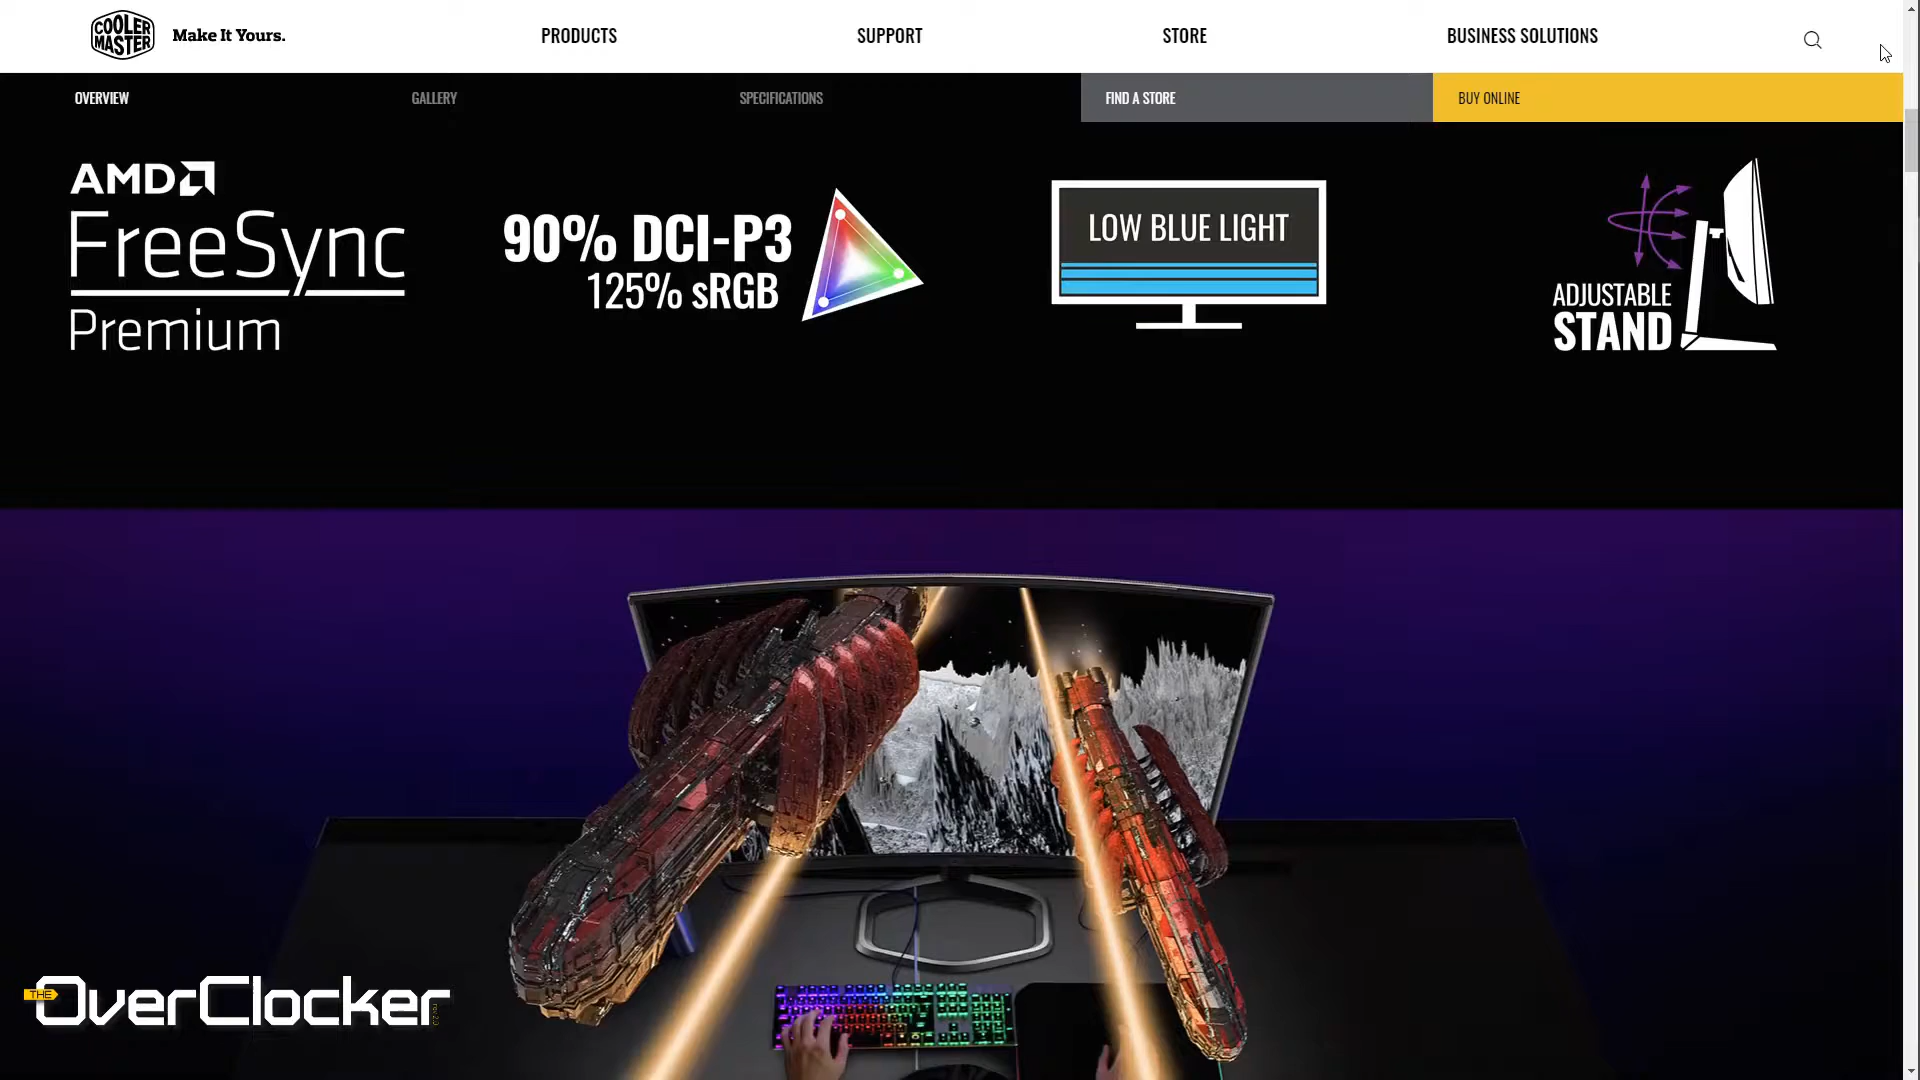 COOLER MASTER Make It Yours. PRODUCTS SUPPORT STORE BUSINESS SOLUTIONS
OVERVIEW GALLERY SPECIFICATIONS FIND A STORE BUY ONLINE
AMD
FreeSync
Premium
90% DCI-P3
125% sRGB
LOW BLUE LIGHT
ADJUSTABLE
STAND
THE OverClocker